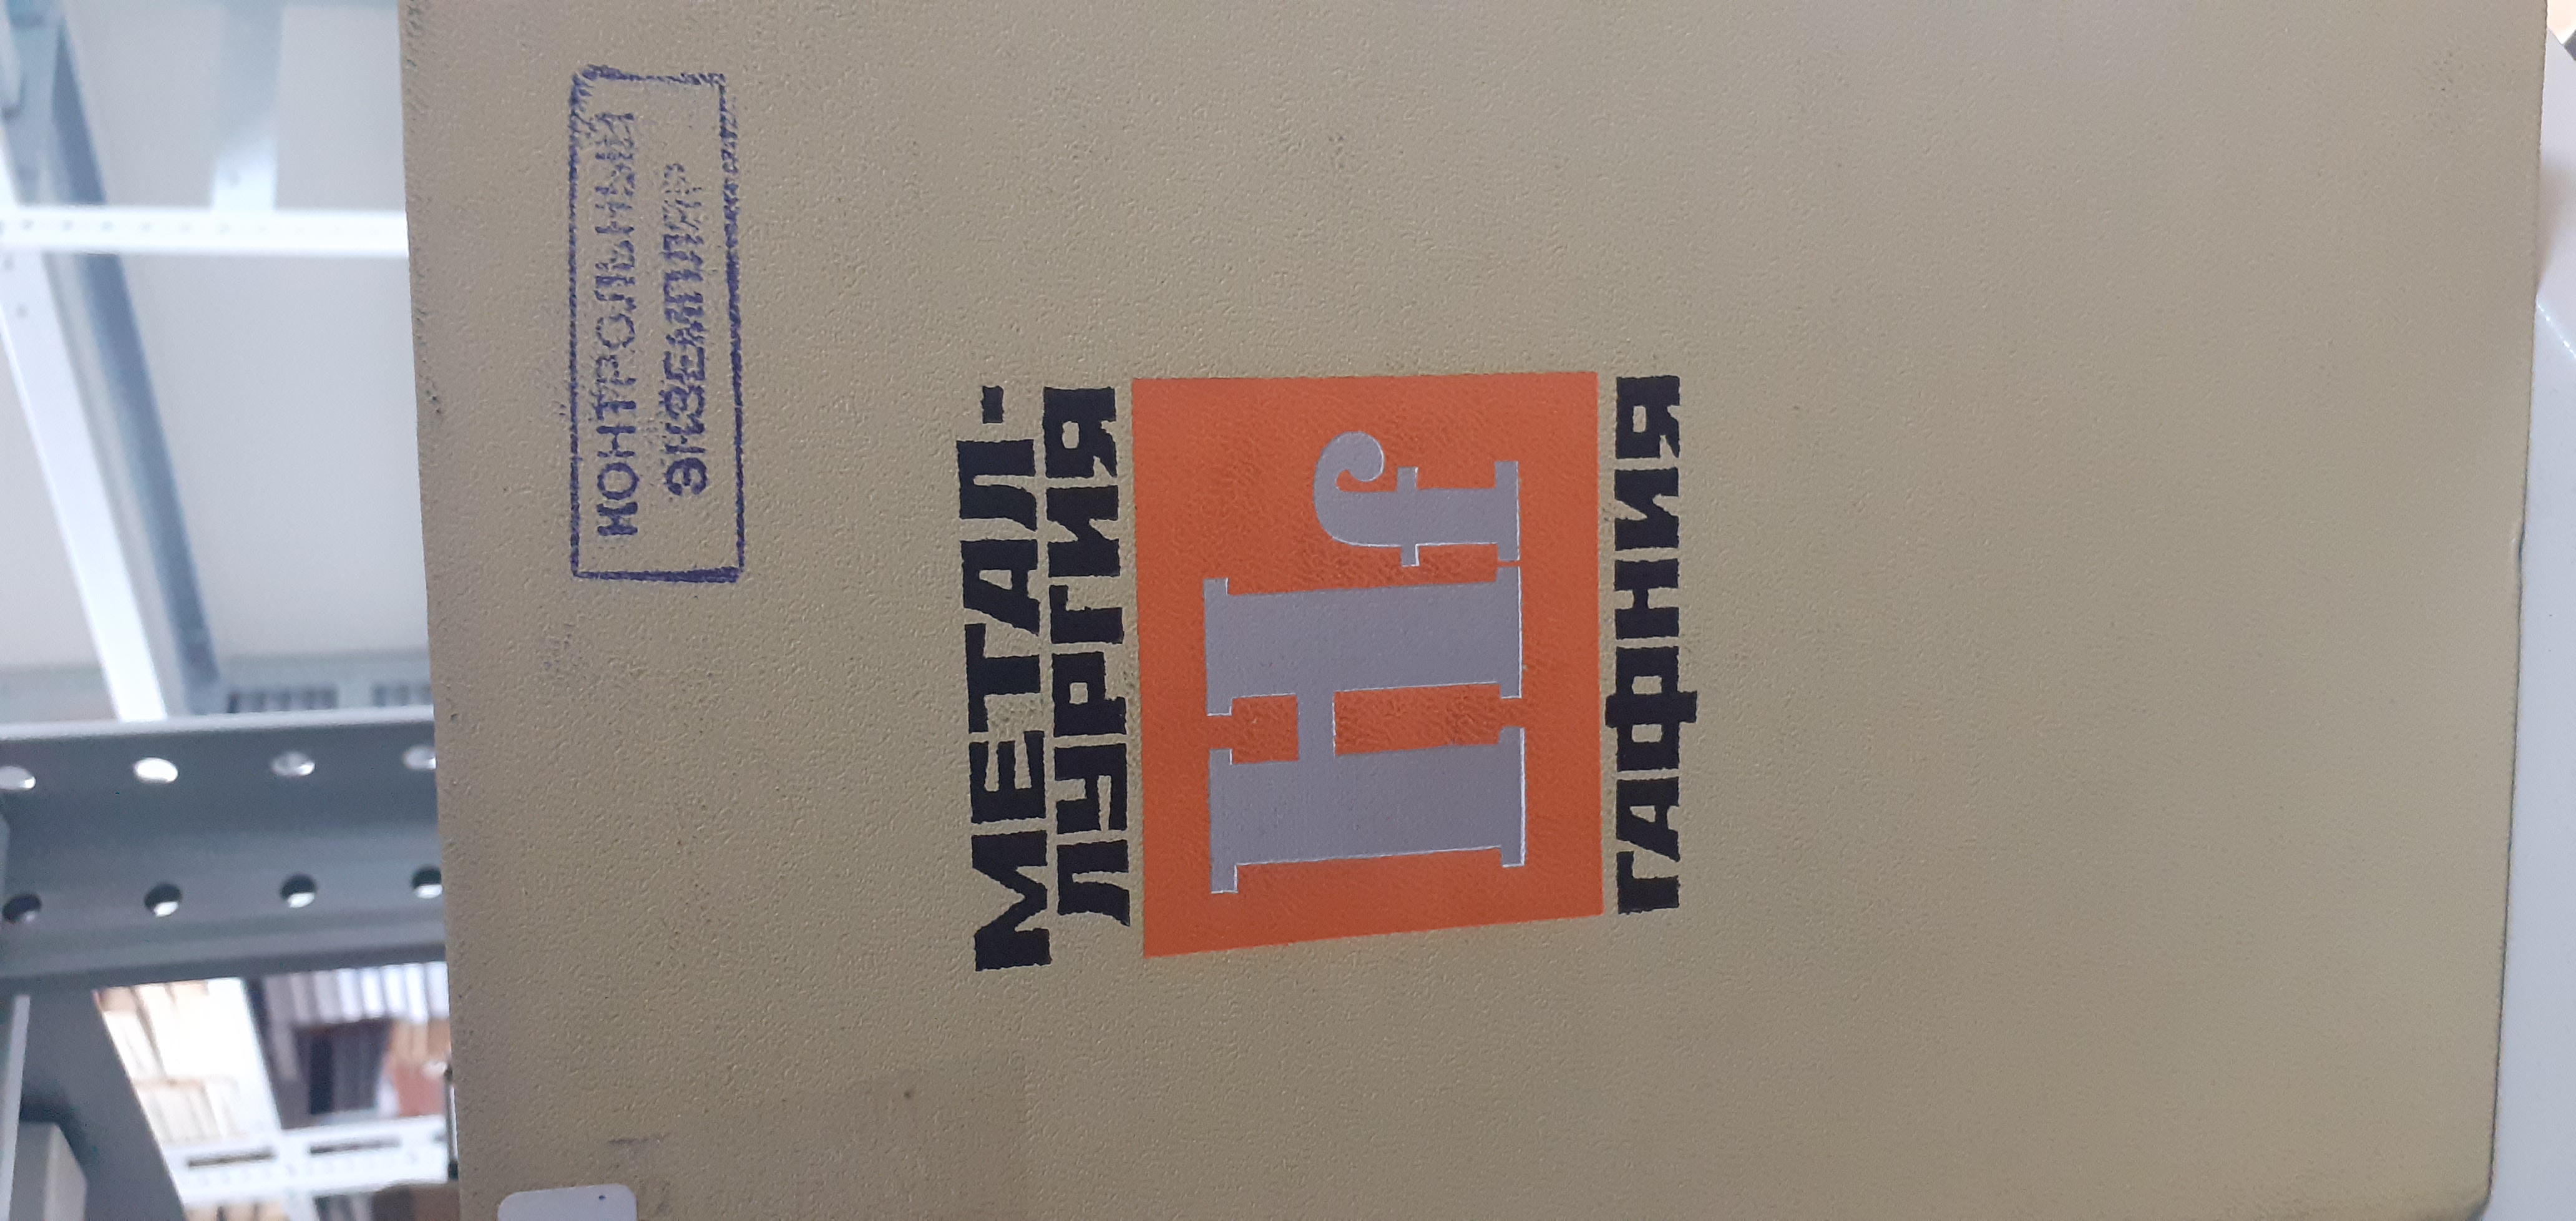 КОНТРОЛЬНЫЙ
ЭКЗЕМПЛЯР
МЕТАЛ-
ЛУРГИЯ
Hf
ГАФНИЯ